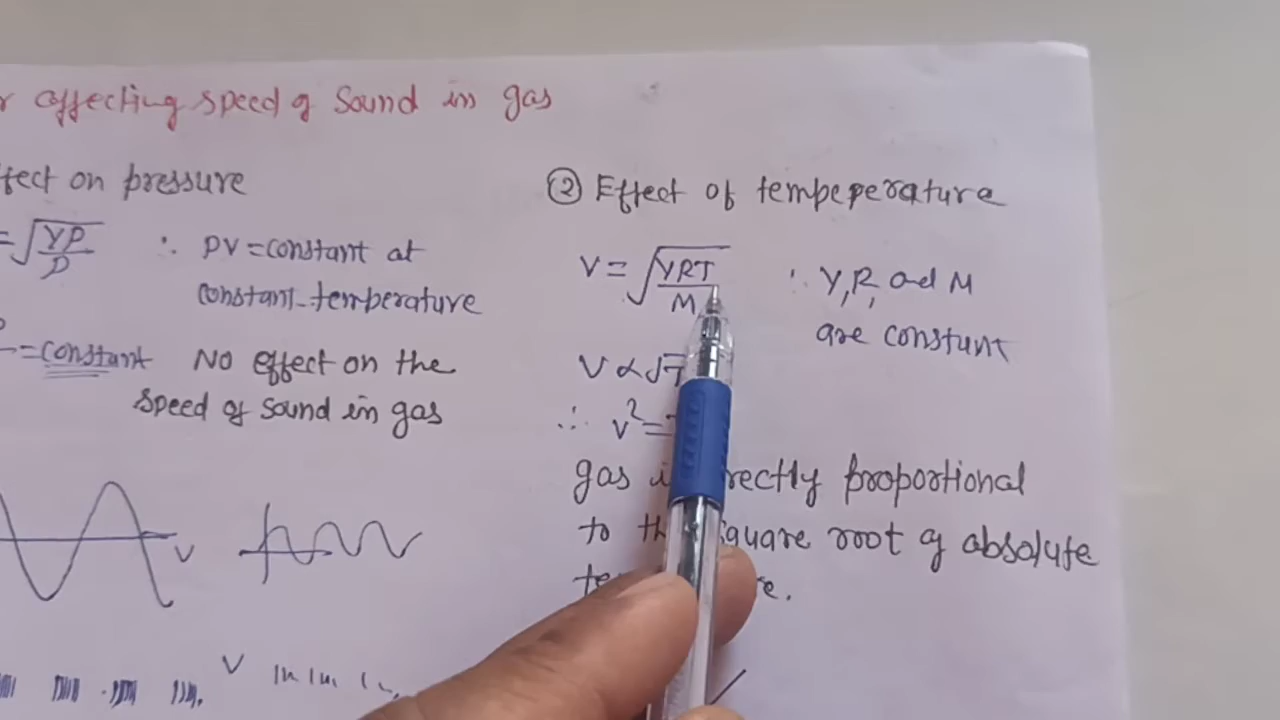 affecting speed of Sound in gas
fect on pressure
=√(γP/ρ) ∴ PV=constant at
constant-temperature
=constant No effect on the
speed of sound in gas
V
V
② Effect of tempeperature
V=√(γRT/M) ∴ γ, R, and M
are constant
V∝√T
∴ V²=
gas rectly proportional
to th square root of absolute
te e.